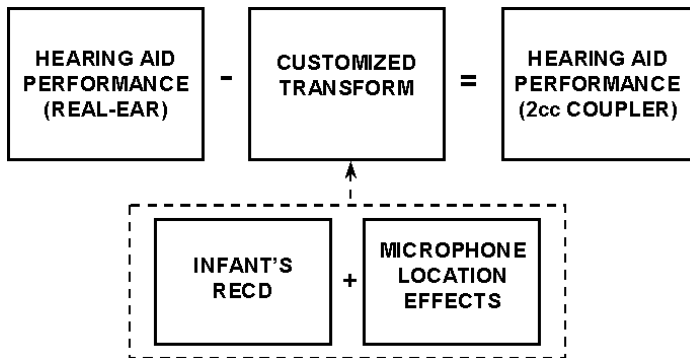 HEARING AID
PERFORMANCE
(REAL-EAR)
-
CUSTOMIZED
TRANSFORM
=
HEARING AID
PERFORMANCE
(2cc COUPLER)
INFANT'S
RECD
+
MICROPHONE
LOCATION
EFFECTS